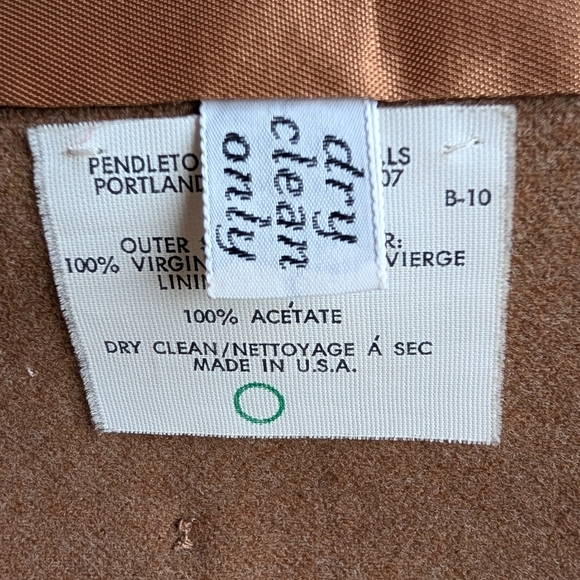 dry
clean
only
PENDLETO LLS
PORTLAND 07
B-10
OUTER R:
100% VIRGIN VIERGE
LINI
100% ACÉTATE
DRY CLEAN/NETTOYAGE Á SEC
MADE IN U.S.A.